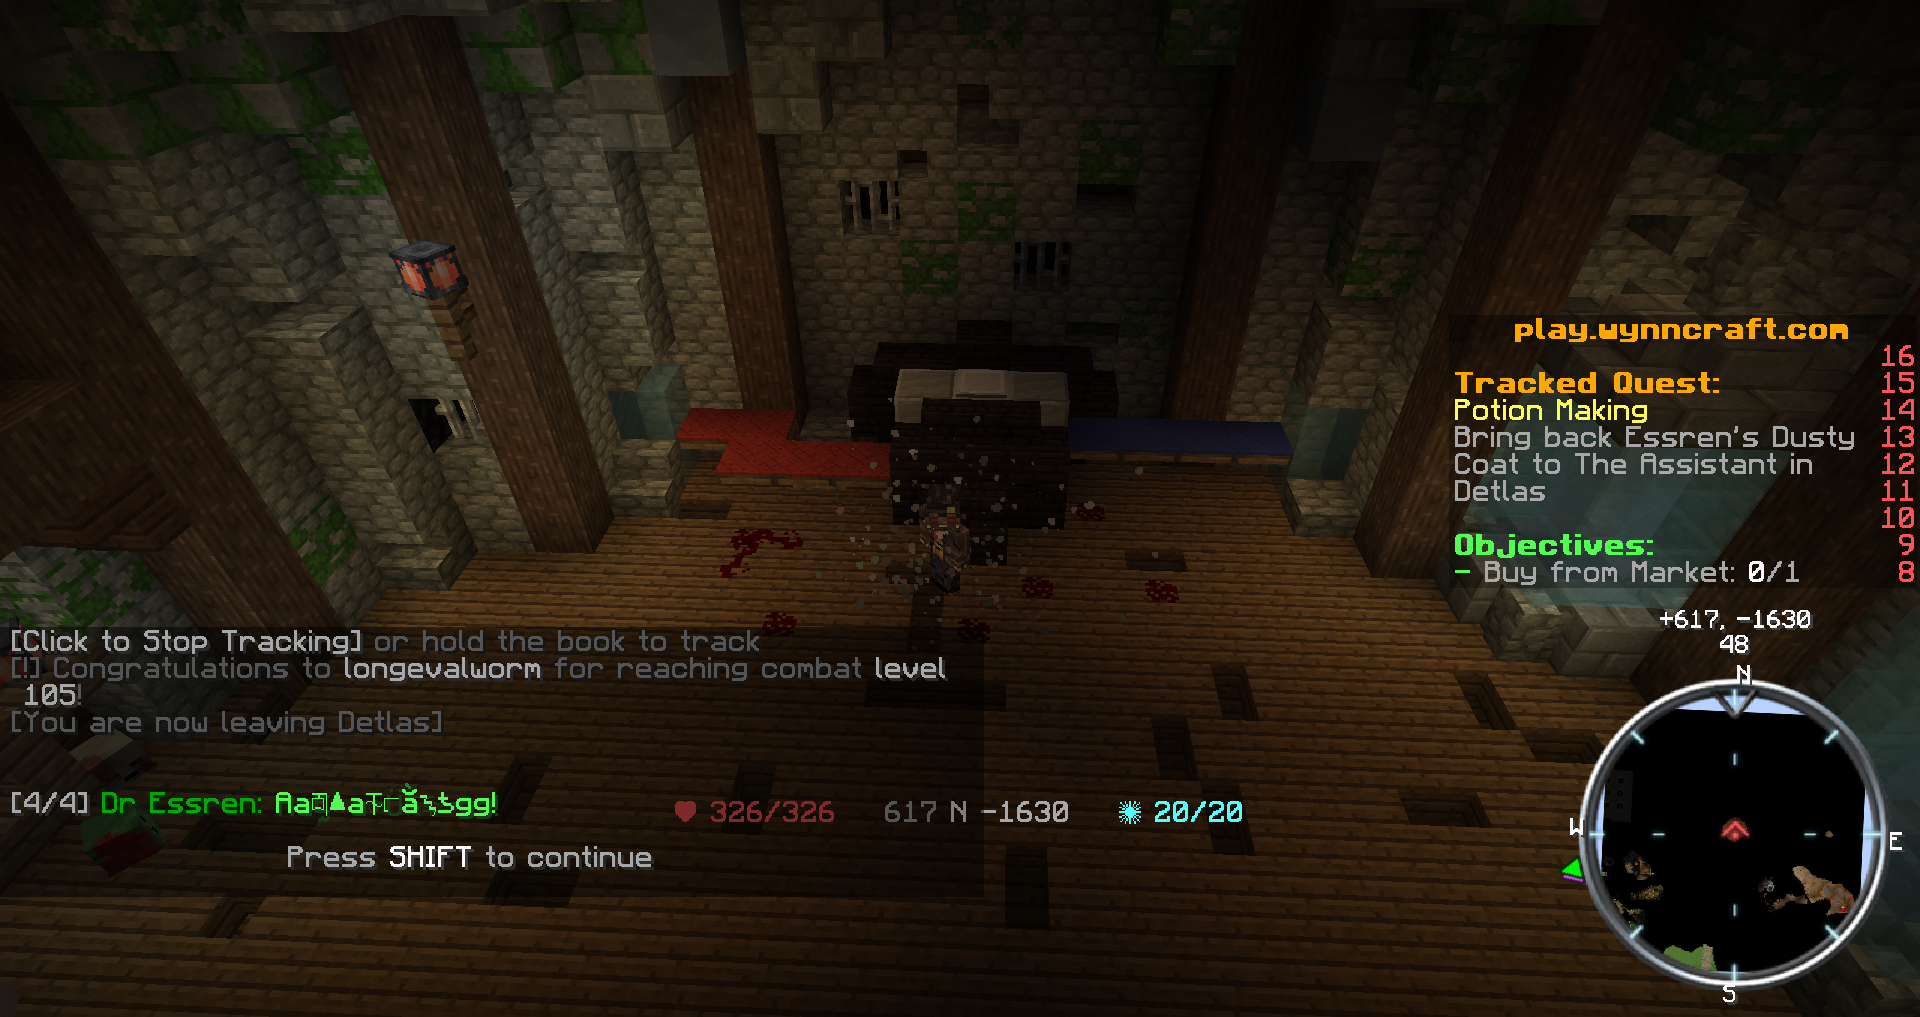 play.wynncraft.com
16
Tracked Quest: 15
Potion Making 14
Bring back Essren's Dusty 13
Coat to The Assistant in 12
Detlas 11
10
Objectives: 9
- Buy from Market: 0/1 8
+617, -1630
48
N
W
E
S
[Click to Stop Tracking] or hold the book to track
[!] Congratulations to longevalworm for reaching combat level
105!
[You are now leaving Detlas]
[4/4] Dr Essren:
326/326 617 N -1630 20/20
Press SHIFT to continue